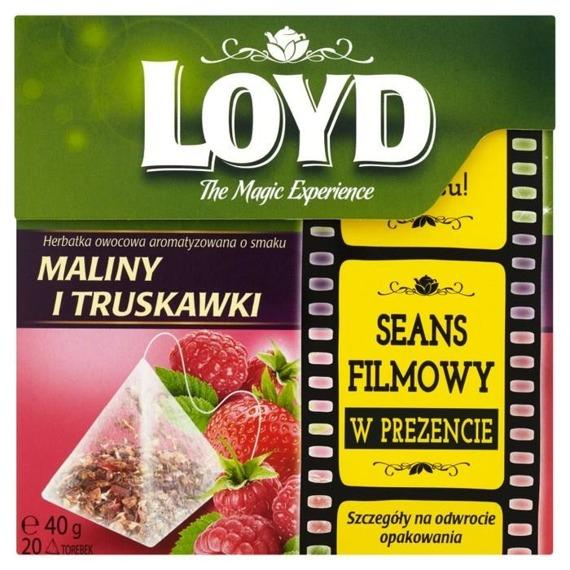 LOYD
The Magic Experience
Herbatka owocowa aromatyzowana o smaku
MALINY
I TRUSKAWKI
SEANS
FILMOWY
W PREZENCIE
Szczegóły na odwrocie
opakowania
e 40 g
20 TOREBEK